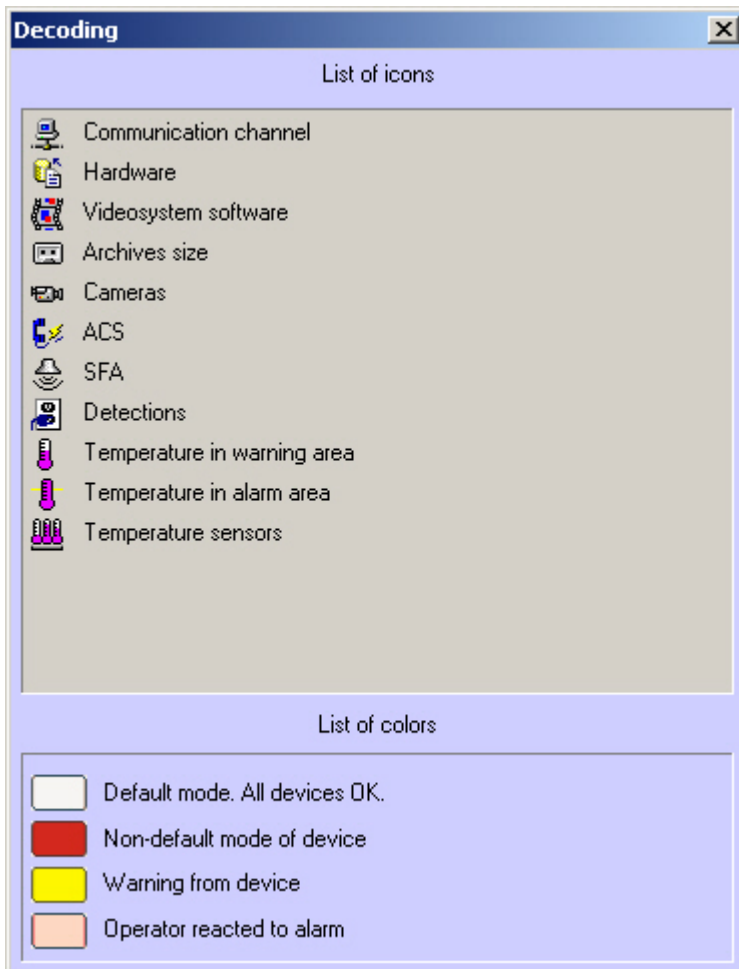 Decoding
List of icons
Communication channel
Hardware
Videosystem software
Archives size
Cameras
ACS
SFA
Detections
Temperature in warning area
Temperature in alarm area
Temperature sensors
List of colors
Default mode. All devices OK.
Non-default mode of device
Warning from device
Operator reacted to alarm